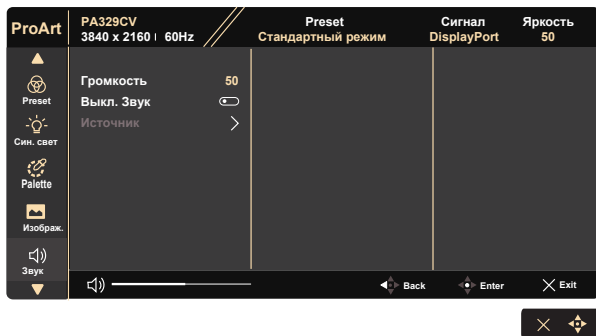 ProArt
PA329CV
3840 x 2160 60Hz
Preset
Стандартный режим
Сигнал
DisplayPort
Яркость
50
Preset
Син. свет
Palette
Изображ.
Звук
Громкость 50
Выкл. Звук
Источник
Back
Enter
Exit